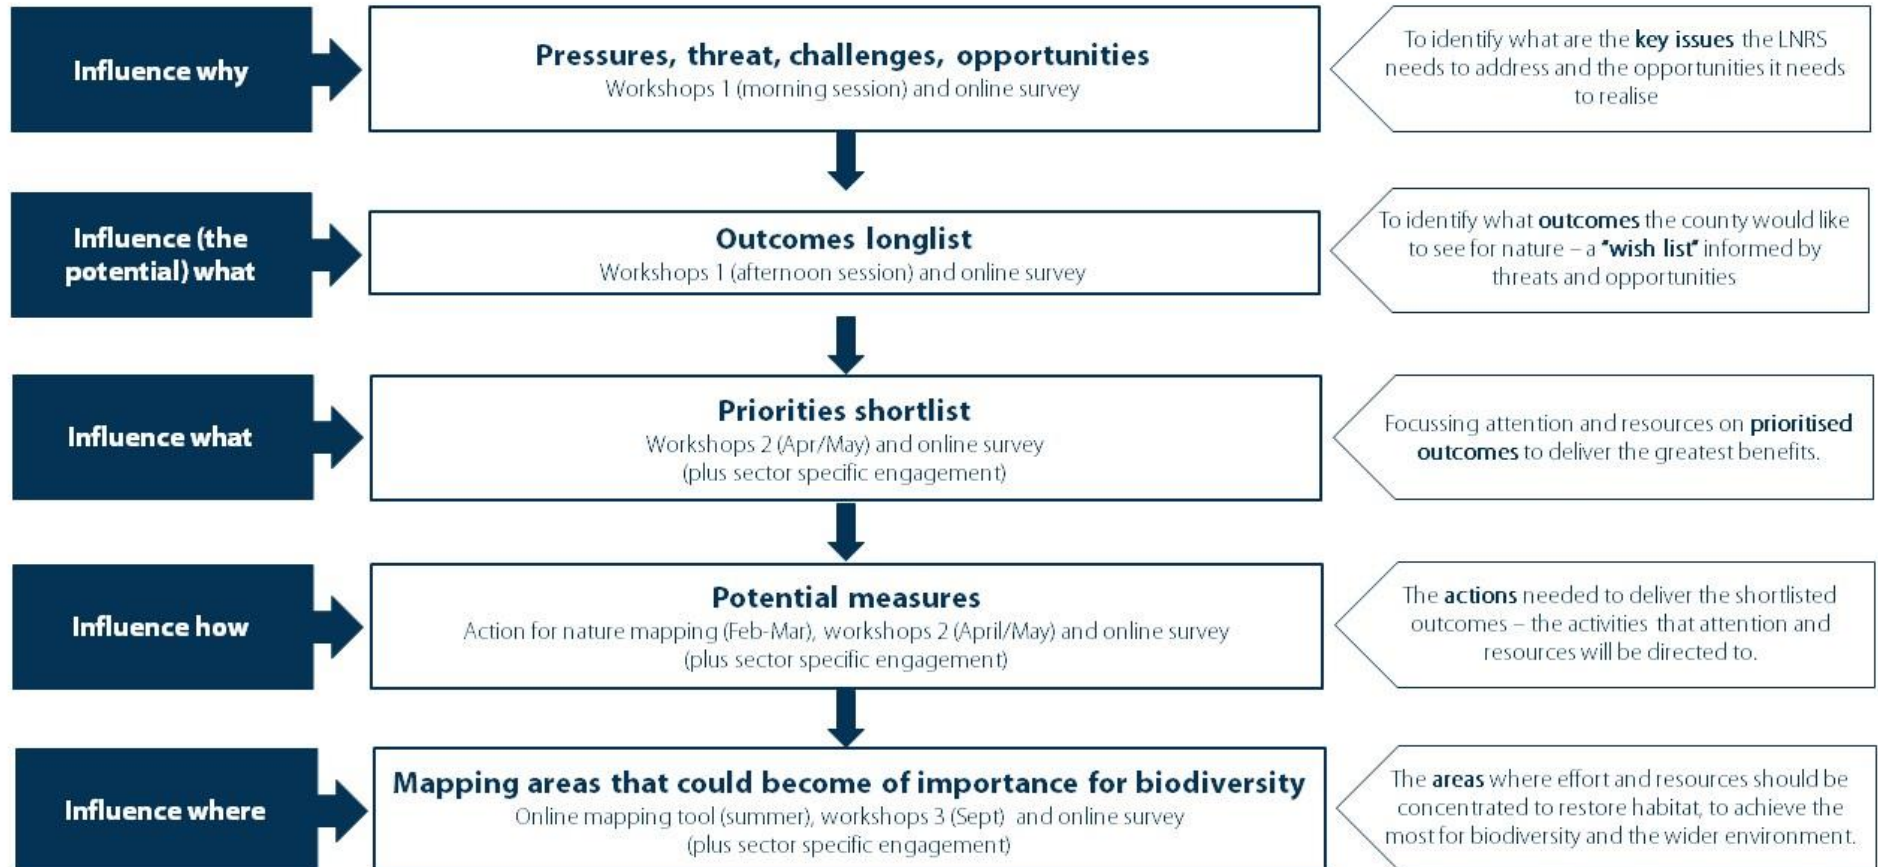 Influence why
Pressures, threat, challenges, opportunities
Workshops 1 (morning session) and online survey
To identify what are the key issues the LNRS
needs to address and the opportunities it needs
to realise
Influence (the
potential) what
Outcomes longlist
Workshops 1 (afternoon session) and online survey
To identify what outcomes the county would like
to see for nature – a "wish list" informed by
threats and opportunities
Influence what
Priorities shortlist
Workshops 2 (Apr/May) and online survey
(plus sector specific engagement)
Focussing attention and resources on prioritised
outcomes to deliver the greatest benefits.
Influence how
Potential measures
Action for nature mapping (Feb-Mar), workshops 2 (April/May) and online survey
(plus sector specific engagement)
The actions needed to deliver the shortlisted
outcomes – the activities that attention and
resources will be directed to.
Influence where
Mapping areas that could become of importance for biodiversity
Online mapping tool (summer), workshops 3 (Sept) and online survey
(plus sector specific engagement)
The areas where effort and resources should be
concentrated to restore habitat, to achieve the
most for biodiversity and the wider environment.